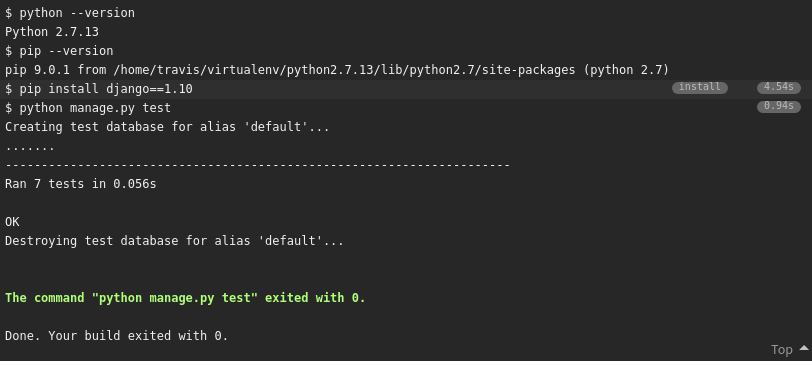 $ python --version
Python 2.7.13
$ pip --version
pip 9.0.1 from /home/travis/virtualenv/python2.7.13/lib/python2.7/site-packages (python 2.7)
$ pip install django==1.10 install 4.54s
$ python manage.py test 0.94s
Creating test database for alias 'default'...
.......
----------------------------------------------------------------------
Ran 7 tests in 0.056s
OK
Destroying test database for alias 'default'...
The command "python manage.py test" exited with 0.
Done. Your build exited with 0.
Top